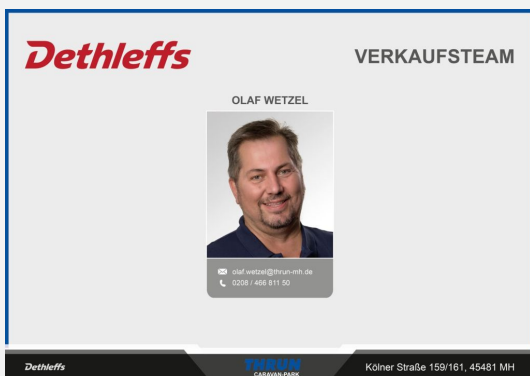 Dethleffs
VERKAUFSTEAM
OLAF WETZEL
olaf.wetzel@thrun-mh.de
0208 / 466 811 50
Dethleffs
THRUN
CARAVAN-PARK
Kölner Straße 159/161, 45481 MH